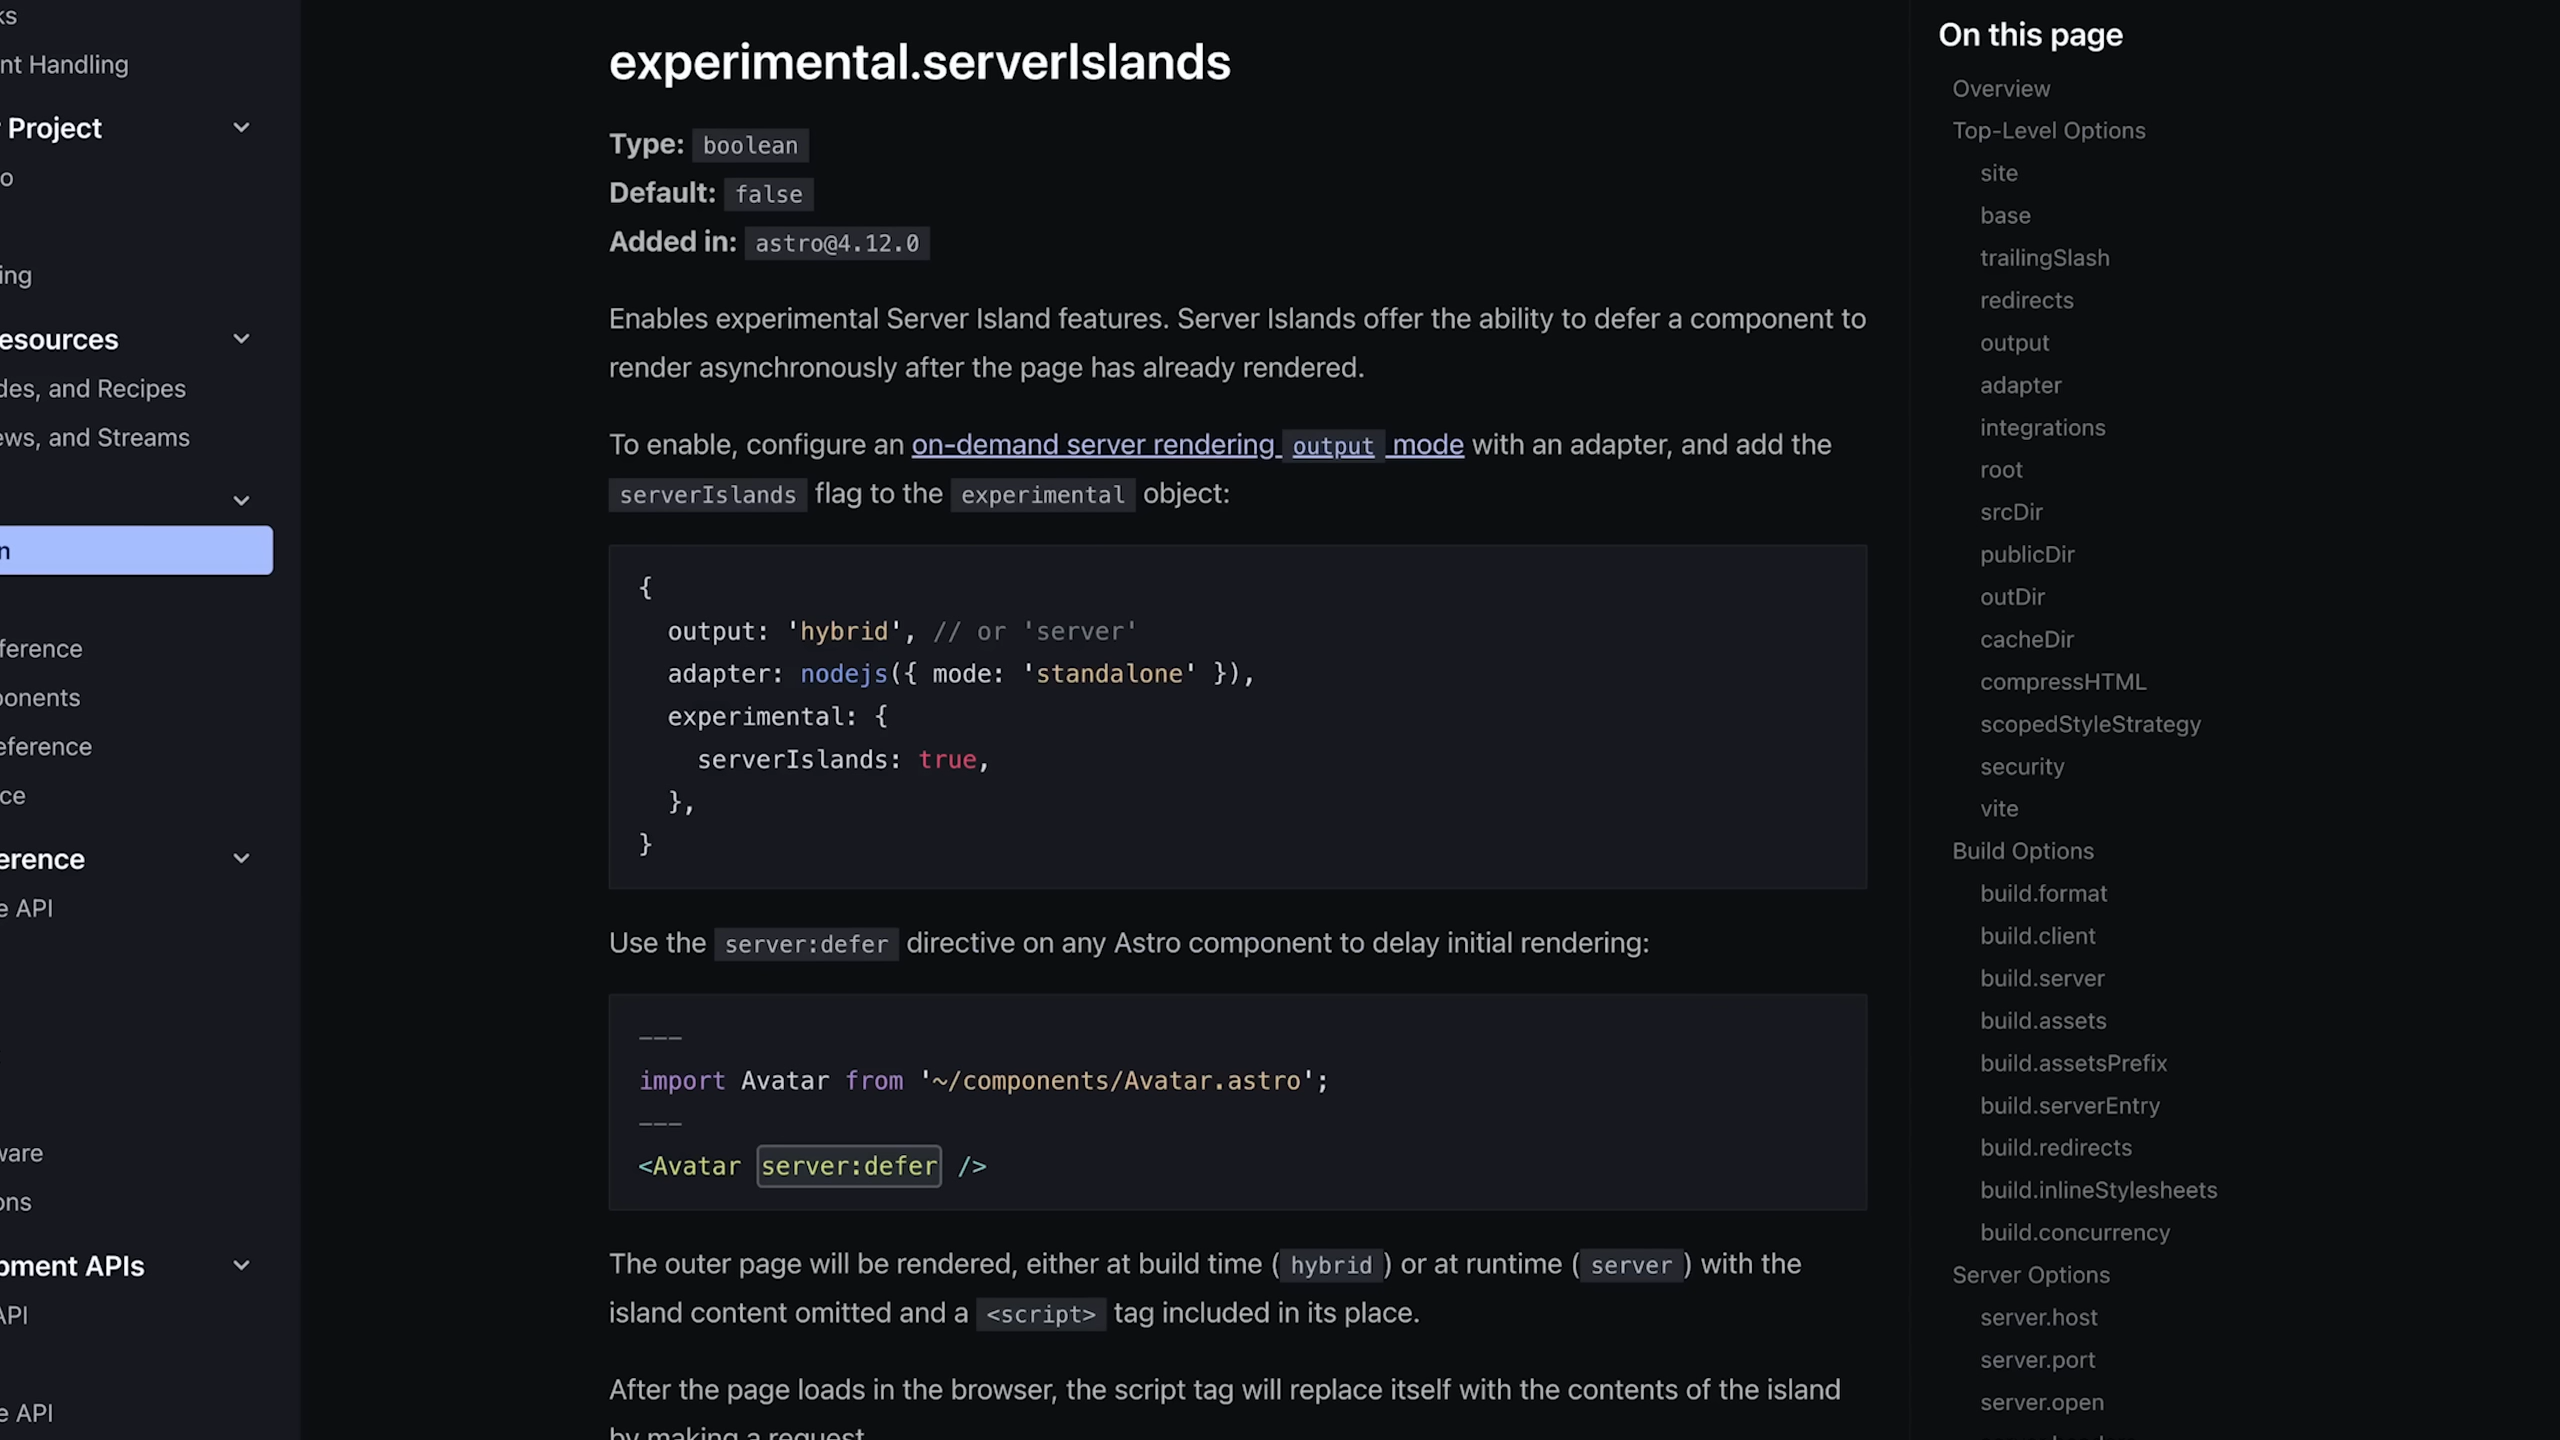 ks
nt Handling
Project
o
ing
esources
des, and Recipes
ews, and Streams
n
ference
ponents
eference
ce
erence
e API
ware
ons
opment APIs
API
e API
experimental.serverIslands
Type: boolean
Default: false
Added in: astro@4.12.0
Enables experimental Server Island features. Server Islands offer the ability to defer a component to
render asynchronously after the page has already rendered.
To enable, configure an on-demand server rendering output mode with an adapter, and add the
serverIslands flag to the experimental object:
{
output: 'hybrid', // or 'server'
adapter: nodejs({ mode: 'standalone' }),
experimental: {
serverIslands: true,
},
}
Use the server:defer directive on any Astro component to delay initial rendering:
---
import Avatar from '~/components/Avatar.astro';
---
<Avatar server:defer />
The outer page will be rendered, either at build time (hybrid) or at runtime (server) with the
island content omitted and a <script> tag included in its place.
After the page loads in the browser, the script tag will replace itself with the contents of the island
by making a request.
On this page
Overview
Top-Level Options
site
base
trailingSlash
redirects
output
adapter
integrations
root
srcDir
publicDir
outDir
cacheDir
compressHTML
scopedStyleStrategy
security
vite
Build Options
build.format
build.client
build.server
build.assets
build.assetsPrefix
build.serverEntry
build.redirects
build.inlineStylesheets
build.concurrency
Server Options
server.host
server.port
server.open